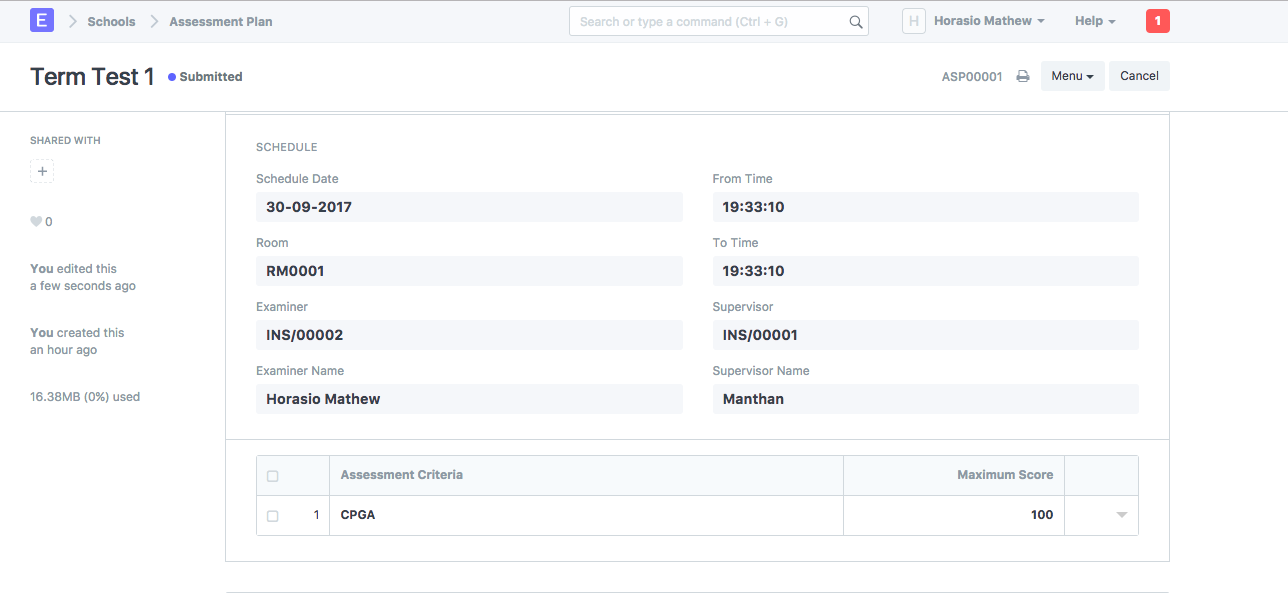 E Schools Assessment Plan Search or type a command (Ctrl + G) H Horasio Mathew Help 1
Term Test 1 Submitted ASP00001 Menu Cancel
SHARED WITH
+
0
You edited this
a few seconds ago
You created this
an hour ago
16.38MB (0%) used
SCHEDULE
Schedule Date From Time
30-09-2017 19:33:10
Room To Time
RM0001 19:33:10
Examiner Supervisor
INS/00002 INS/00001
Examiner Name Supervisor Name
Horasio Mathew Manthan
Assessment Criteria Maximum Score
1 CPGA 100